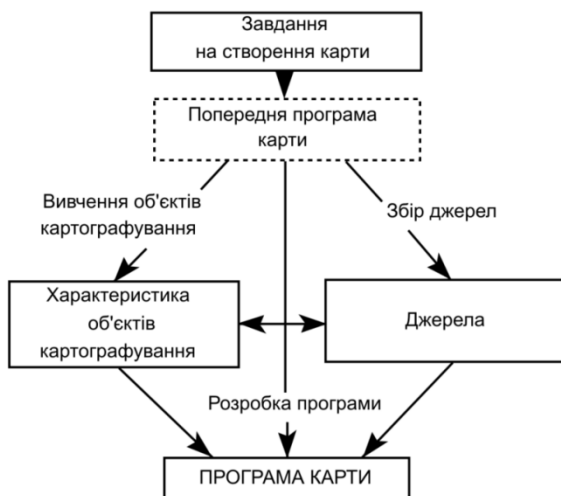 Завдання
на створення карти
Попередня програма
карти
Вивчення об'єктів
картографування
Збір джерел
Характеристика
об'єктів
картографування
Джерела
Розробка програми
ПРОГРАМА КАРТИ